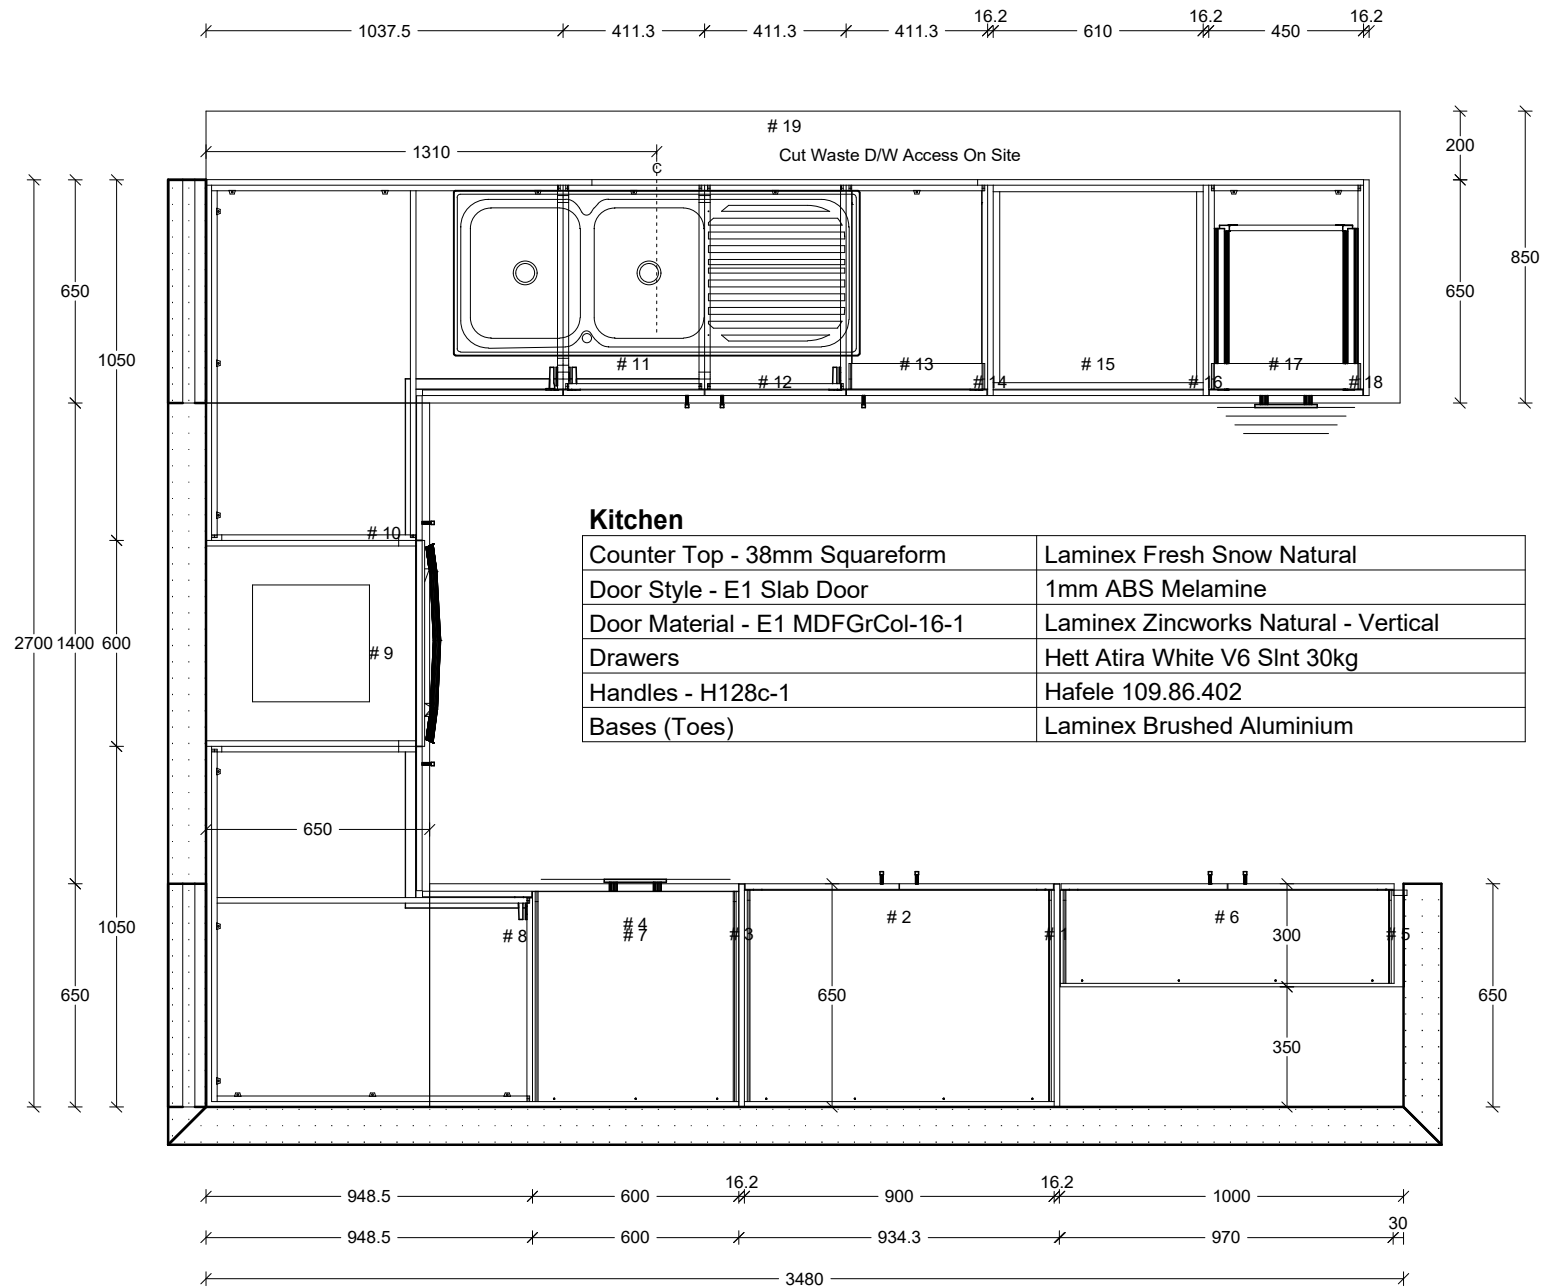 16.2 16.2 16.2
1037.5 411.3 411.3 411.3 610 450
# 19
1310
Cut Waste D/W Access On Site
C
200
850
650
650
1050
# 11
# 12
# 13
# 14
# 15
# 16
# 17
# 18
# 10
Kitchen
Counter Top - 38mm Squareform Laminex Fresh Snow Natural
Door Style - E1 Slab Door 1mm ABS Melamine
Door Material - E1 MDFGrCol-16-1 Laminex Zincworks Natural - Vertical
Drawers Hett Atira White V6 Slnt 30kg
Handles - H128c-1 Hafele 109.86.402
Bases (Toes) Laminex Brushed Aluminium
2700 1400 600
# 9
650
1050
# 8
# 4
# 7
# 3
# 2
# 1
# 6
# 5
300
650
650
650
350
16.2 16.2
948.5 600 900 1000
30
948.5 600 934.3 970
3480